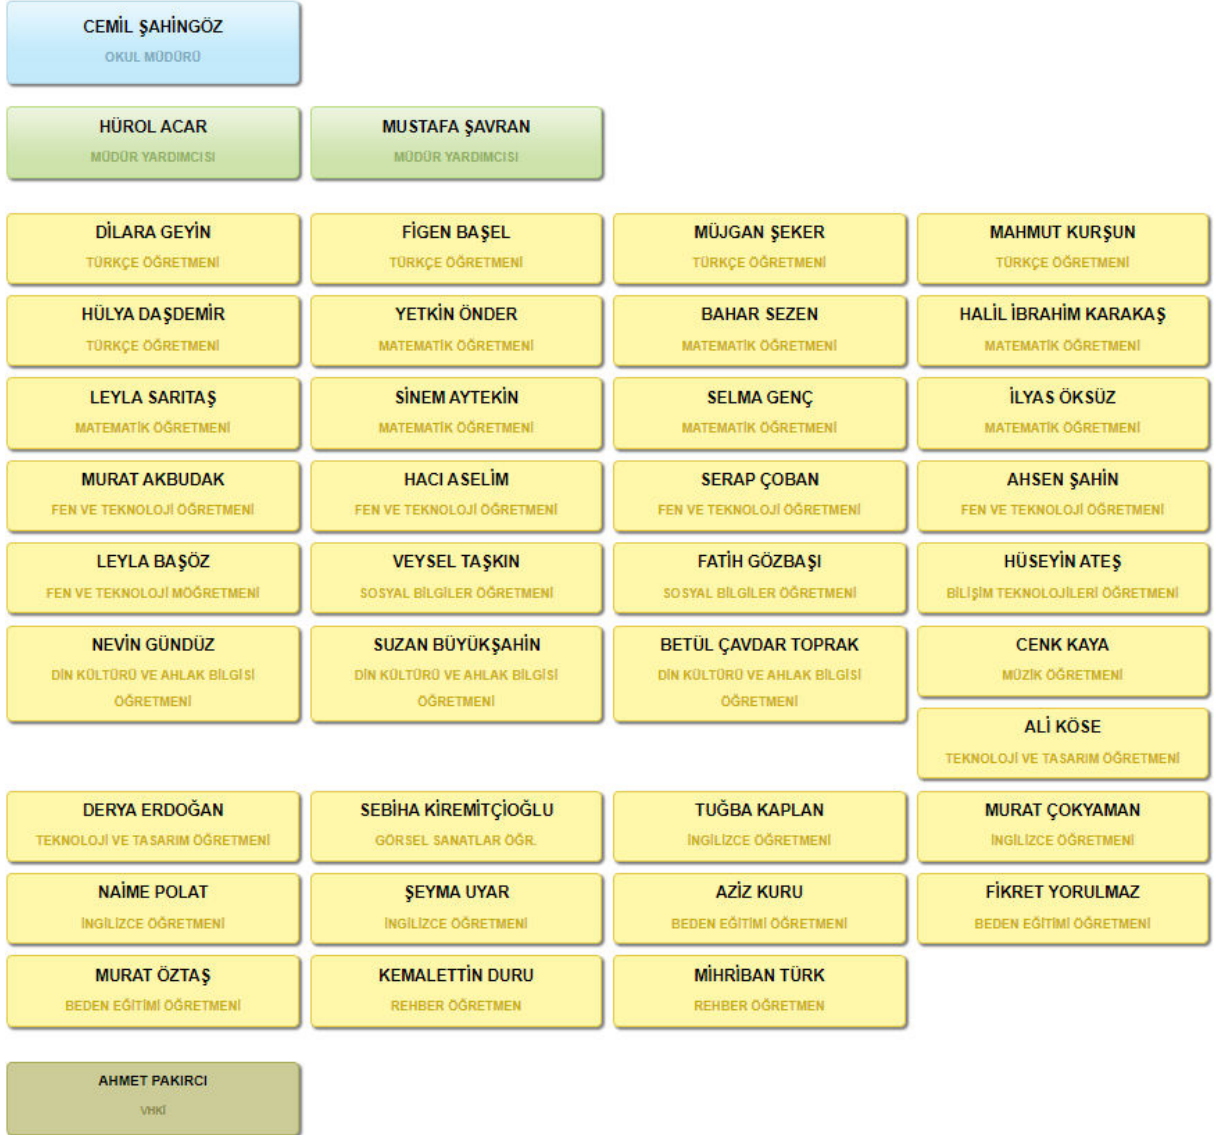 CEMİL ŞAHİNGÖZ
OKUL MÜDÜRÜ
HÜROL ACAR
MÜDÜR YARDIMCISI
MUSTAFA ŞAVRAN
MÜDÜR YARDIMCISI
DİLARA GEYİN
TÜRKÇE ÖĞRETMENİ
FİGEN BAŞEL
TÜRKÇE ÖĞRETMENİ
MÜJGAN ŞEKER
TÜRKÇE ÖĞRETMENİ
MAHMUT KURŞUN
TÜRKÇE ÖĞRETMENİ
HÜLYA DAŞDEMİR
TÜRKÇE ÖĞRETMENİ
YETKİN ÖNDER
MATEMATİK ÖĞRETMENİ
BAHAR SEZEN
MATEMATİK ÖĞRETMENİ
HALİL İBRAHİM KARAKAŞ
MATEMATİK ÖĞRETMENİ
LEYLA SARITAŞ
MATEMATİK ÖĞRETMENİ
SİNEM AYTEKİN
MATEMATİK ÖĞRETMENİ
SELMA GENÇ
MATEMATİK ÖĞRETMENİ
İLYAS ÖKSÜZ
MATEMATİK ÖĞRETMENİ
MURAT AKBUDAK
FEN VE TEKNOLOJİ ÖĞRETMENİ
HACI ASELİM
FEN VE TEKNOLOJİ ÖĞRETMENİ
SERAP ÇOBAN
FEN VE TEKNOLOJİ ÖĞRETMENİ
AHSEN ŞAHİN
FEN VE TEKNOLOJİ ÖĞRETMENİ
LEYLA BAŞÖZ
FEN VE TEKNOLOJİ MÖĞRETMENİ
VEYSEL TAŞKIN
SOSYAL BİLGİLER ÖĞRETMENİ
FATİH GÖZBAŞI
SOSYAL BİLGİLER ÖĞRETMENİ
HÜSEYİN ATEŞ
BİLİŞİM TEKNOLOJİLERİ ÖĞRETMENİ
NEVİN GÜNDÜZ
DİN KÜLTÜRÜ VE AHLAK BİLGİSİ
ÖĞRETMENİ
SUZAN BÜYÜKŞAHİN
DİN KÜLTÜRÜ VE AHLAK BİLGİSİ
ÖĞRETMENİ
BETÜL ÇAVDAR TOPRAK
DİN KÜLTÜRÜ VE AHLAK BİLGİSİ
ÖĞRETMENİ
CENK KAYA
MÜZİK ÖĞRETMENİ
ALİ KÖSE
TEKNOLOJİ VE TASARIM ÖĞRETMENİ
DERYA ERDOĞAN
TEKNOLOJİ VE TASARIM ÖĞRETMENİ
SEBİHA KİREMİTÇİOĞLU
GÖRSEL SANATLAR ÖĞR.
TUĞBA KAPLAN
İNGİLİZCE ÖĞRETMENİ
MURAT ÇOKYAMAN
İNGİLİZCE ÖĞRETMENİ
NAİME POLAT
İNGİLİZCE ÖĞRETMENİ
ŞEYMA UYAR
İNGİLİZCE ÖĞRETMENİ
AZİZ KURU
BEDEN EĞİTİMİ ÖĞRETMENİ
FİKRET YORULMAZ
BEDEN EĞİTİMİ ÖĞRETMENİ
MURAT ÖZTAŞ
BEDEN EĞİTİMİ ÖĞRETMENİ
KEMALETTİN DURU
REHBER ÖĞRETMEN
MİHRİBAN TÜRK
REHBER ÖĞRETMEN
AHMET PAKIRCI
VHKİ